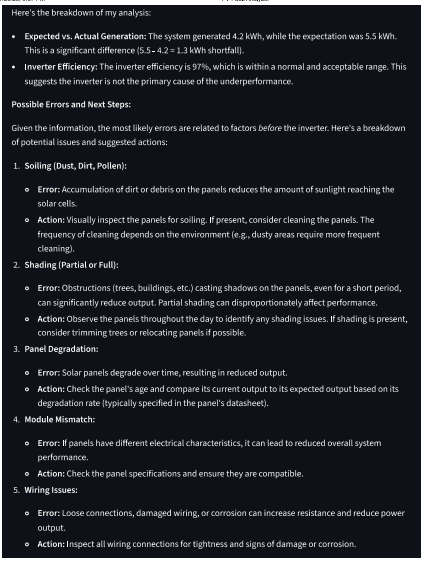 Here's the breakdown of my analysis:
• Expected vs. Actual Generation: The system generated 4.2 kWh, while the expectation was 5.5 kWh.
This is a significant difference (5.5 - 4.2 = 1.3 kWh shortfall).
• Inverter Efficiency: The inverter efficiency is 97%, which is within a normal and acceptable range. This
suggests the inverter is not the primary cause of the underperformance.
Possible Errors and Next Steps:
Given the information, the most likely errors are related to factors before the inverter. Here's a breakdown
of potential issues and suggested actions:
1. Soiling (Dust, Dirt, Pollen):
Error: Accumulation of dirt or debris on the panels reduces the amount of sunlight reaching the
solar cells.
Action: Visually inspect the panels for soiling. If present, consider cleaning the panels. The
frequency of cleaning depends on the environment (e.g., dusty areas require more frequent
cleaning).
2. Shading (Partial or Full):
Error: Obstructions (trees, buildings, etc.) casting shadows on the panels, even for a short period,
can significantly reduce output. Partial shading can disproportionately affect performance.
Action: Observe the panels throughout the day to identify any shading issues. If shading is present,
consider trimming trees or relocating panels if possible.
3. Panel Degradation:
Error: Solar panels degrade over time, resulting in reduced output.
Action: Check the panel's age and compare its current output to its expected output based on its
degradation rate (typically specified in the panel's datasheet).
4. Module Mismatch:
Error: If panels have different electrical characteristics, it can lead to reduced overall system
performance.
Action: Check the panel specifications and ensure they are compatible.
5. Wiring Issues:
Error: Loose connections, damaged wiring, or corrosion can increase resistance and reduce power
output.
Action: Inspect all wiring connections for tightness and signs of damage or corrosion.